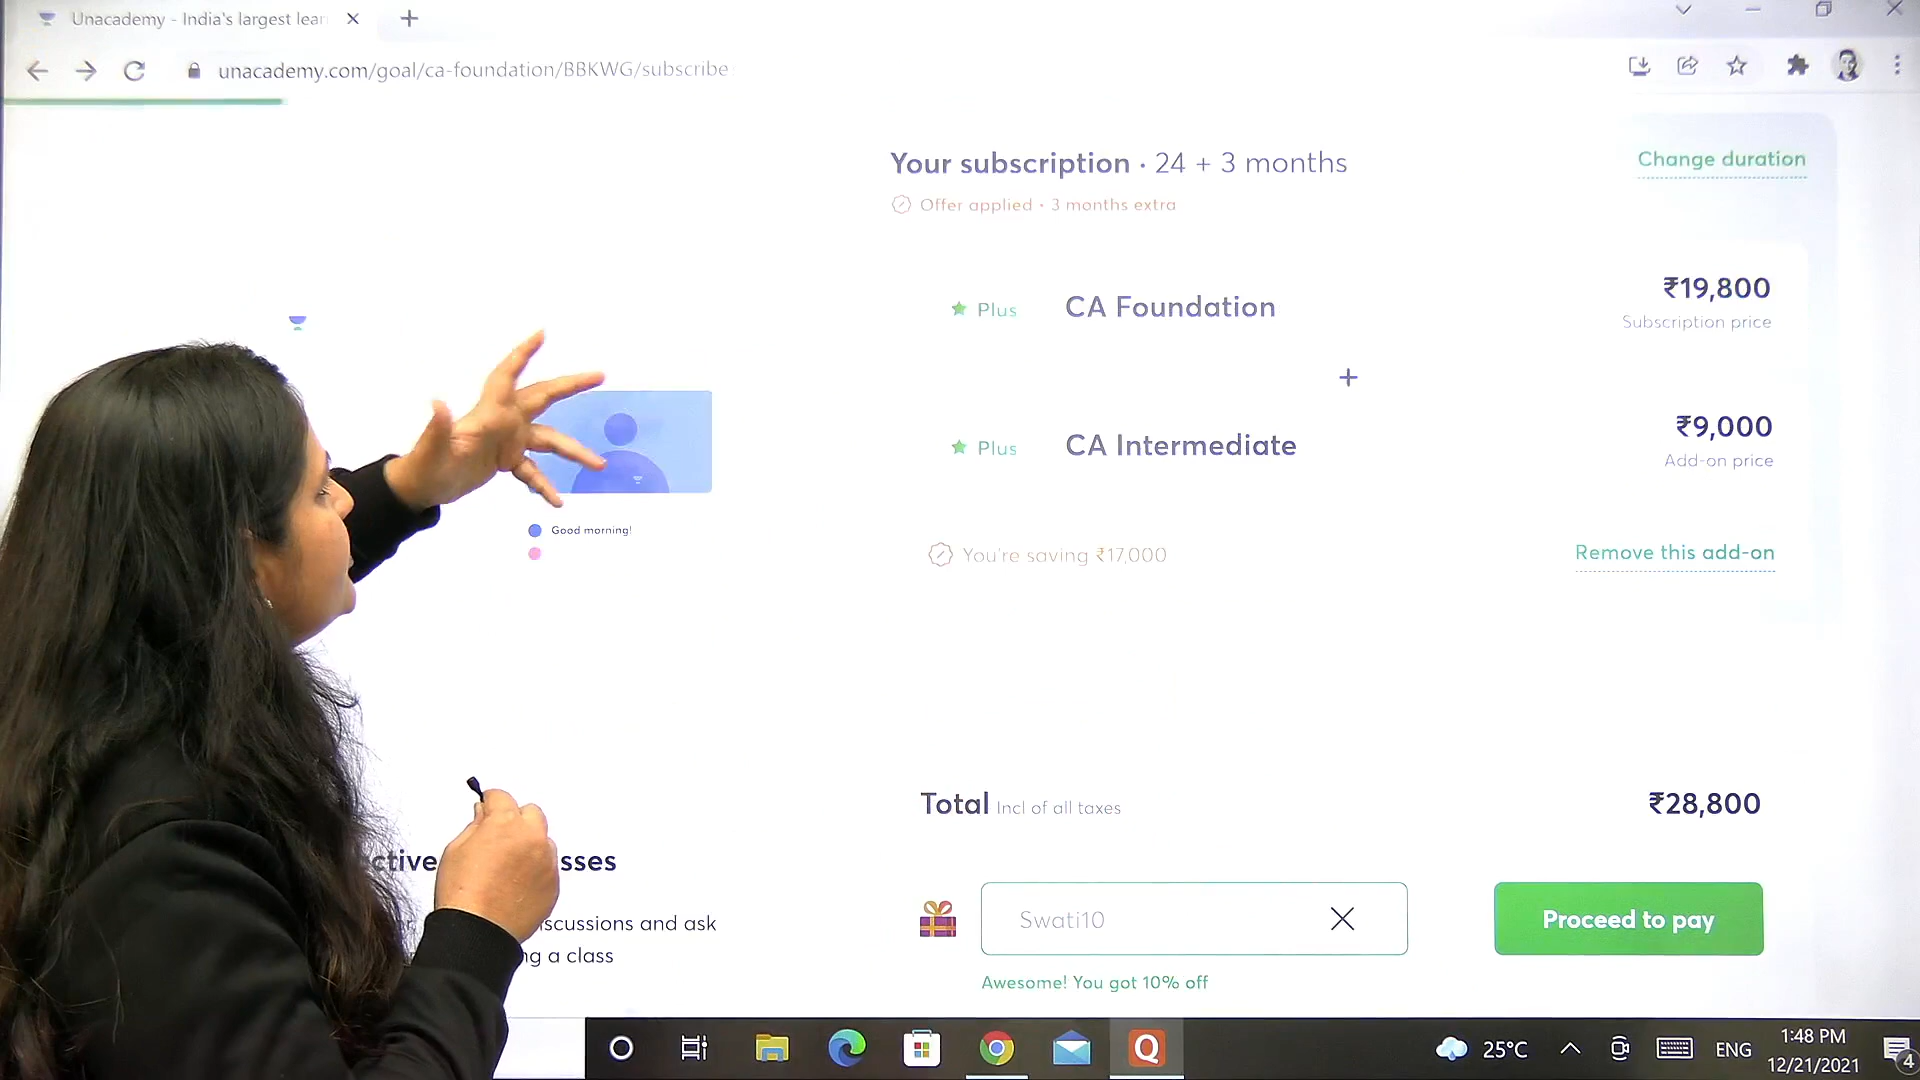 Unacademy - India's largest lear
unacademy.com/goal/ca-foundation/BBKWG/subscribe
Your subscription · 24 + 3 months
Change duration
Offer applied · 3 months extra
Plus
CA Foundation
₹19,800
Subscription price
+
Plus
CA Intermediate
₹9,000
Add-on price
Good morning!
You're saving ₹17,000
Remove this add-on
Total Incl of all taxes
₹28,800
ctive
sses
scussions and ask
ng a class
Swati10
Proceed to pay
Awesome! You got 10% off
25°C
ENG
1:48 PM
12/21/2021
4